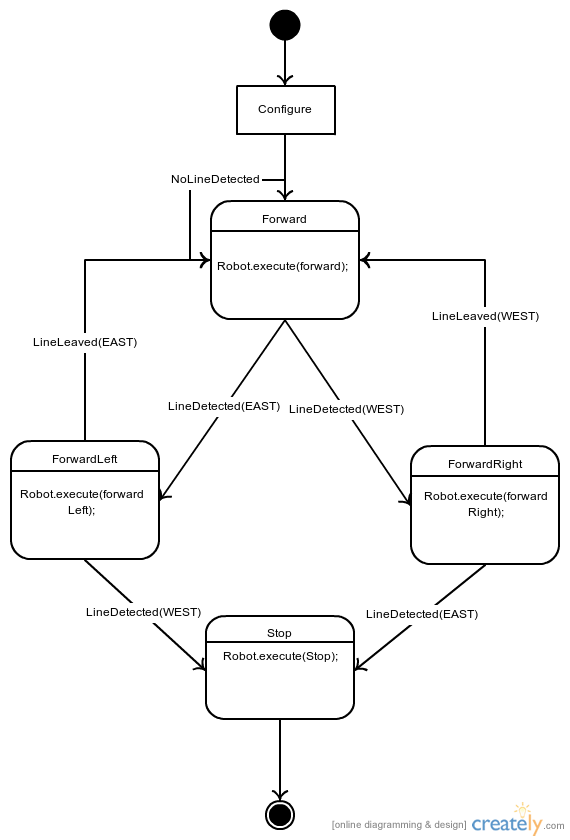 Configure
NoLineDetected
Forward
Robot.execute(forward);
LineLeaved(EAST)
LineLeaved(WEST)
LineDetected(EAST)
LineDetected(WEST)
ForwardLeft
Robot.execute(forward
Left);
ForwardRight
Robot.execute(forward
Right);
LineDetected(WEST)
LineDetected(EAST)
Stop
Robot.execute(Stop);
[online diagramming & design] creately.com